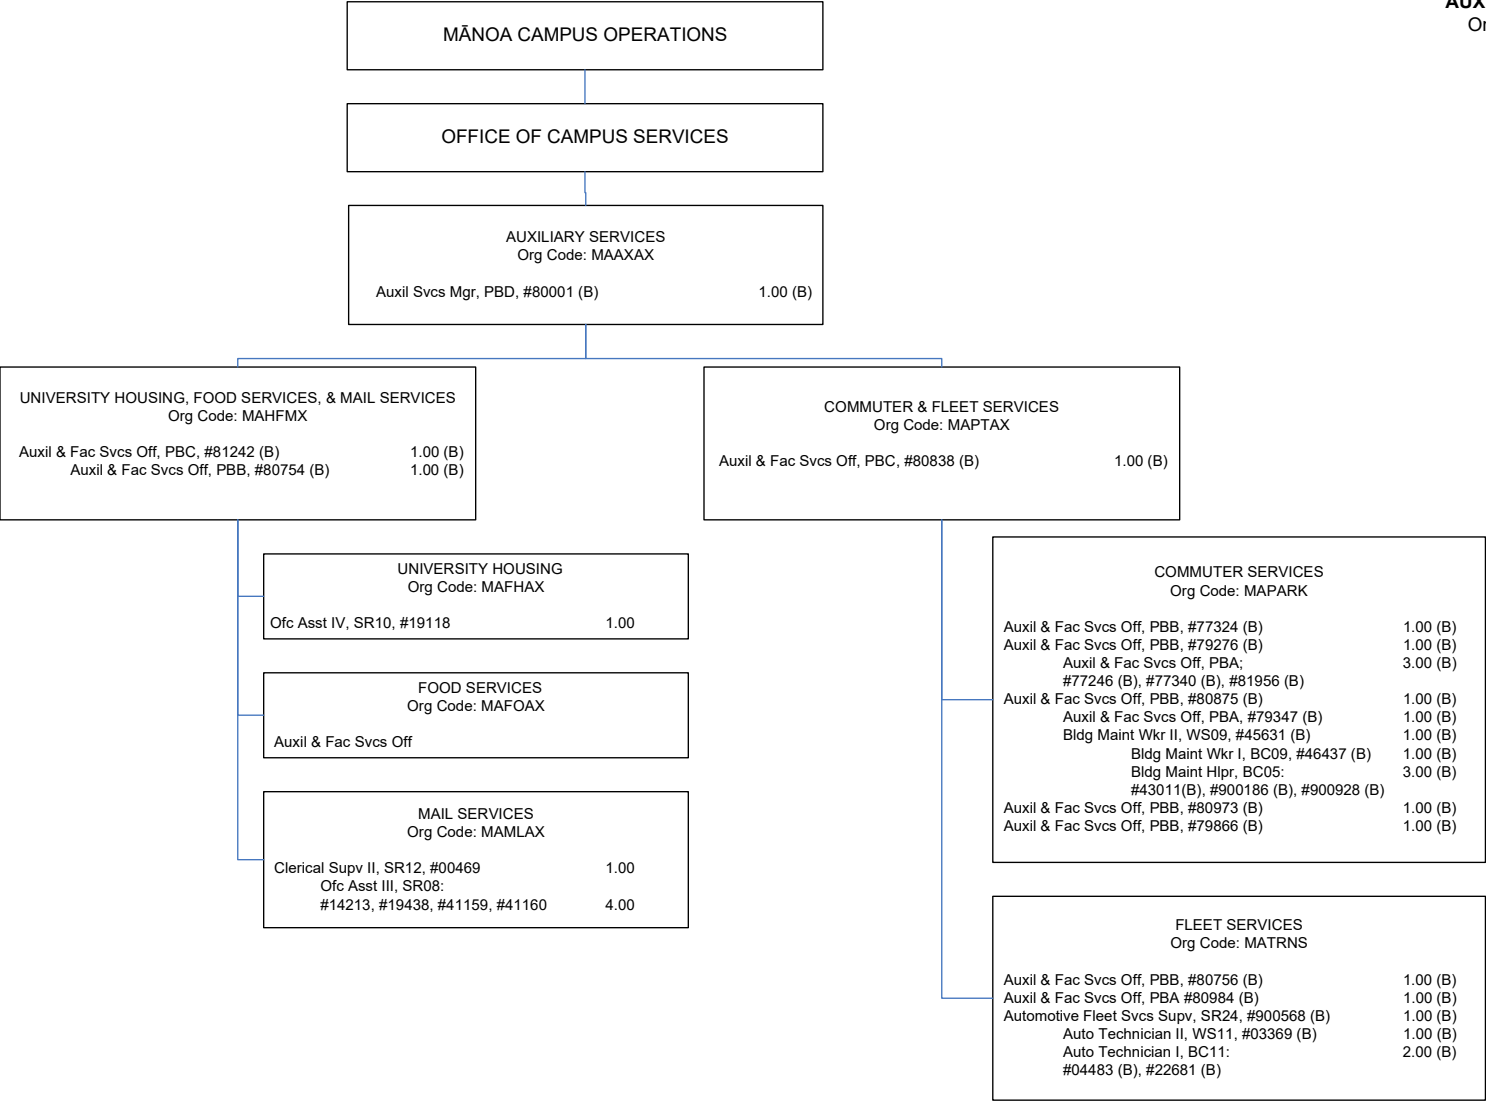 AUX
Or
MĀNOA CAMPUS OPERATIONS
OFFICE OF CAMPUS SERVICES
AUXILIARY SERVICES
Org Code: MAAXAX
Auxil Svcs Mgr, PBD, #80001 (B) 1.00 (B)
UNIVERSITY HOUSING, FOOD SERVICES, & MAIL SERVICES
Org Code: MAHFMX
Auxil & Fac Svcs Off, PBC, #81242 (B) 1.00 (B)
Auxil & Fac Svcs Off, PBB, #80754 (B) 1.00 (B)
COMMUTER & FLEET SERVICES
Org Code: MAPTAX
Auxil & Fac Svcs Off, PBC, #80838 (B) 1.00 (B)
UNIVERSITY HOUSING
Org Code: MAFHAX
Ofc Asst IV, SR10, #19118 1.00
FOOD SERVICES
Org Code: MAFOAX
Auxil & Fac Svcs Off
MAIL SERVICES
Org Code: MAMLAX
Clerical Supv II, SR12, #00469 1.00
Ofc Asst III, SR08:
#14213, #19438, #41159, #41160 4.00
COMMUTER SERVICES
Org Code: MAPARK
Auxil & Fac Svcs Off, PBB, #77324 (B) 1.00 (B)
Auxil & Fac Svcs Off, PBB, #79276 (B) 1.00 (B)
Auxil & Fac Svcs Off, PBA; 3.00 (B)
#77246 (B), #77340 (B), #81956 (B)
Auxil & Fac Svcs Off, PBB, #80875 (B) 1.00 (B)
Auxil & Fac Svcs Off, PBA, #79347 (B) 1.00 (B)
Bldg Maint Wkr II, WS09, #45631 (B) 1.00 (B)
Bldg Maint Wkr I, BC09, #46437 (B) 1.00 (B)
Bldg Maint Hlpr, BC05: 3.00 (B)
#43011(B), #900186 (B), #900928 (B)
Auxil & Fac Svcs Off, PBB, #80973 (B) 1.00 (B)
Auxil & Fac Svcs Off, PBB, #79866 (B) 1.00 (B)
FLEET SERVICES
Org Code: MATRNS
Auxil & Fac Svcs Off, PBB, #80756 (B) 1.00 (B)
Auxil & Fac Svcs Off, PBA #80984 (B) 1.00 (B)
Automotive Fleet Svcs Supv, SR24, #900568 (B) 1.00 (B)
Auto Technician II, WS11, #03369 (B) 1.00 (B)
Auto Technician I, BC11: 2.00 (B)
#04483 (B), #22681 (B)